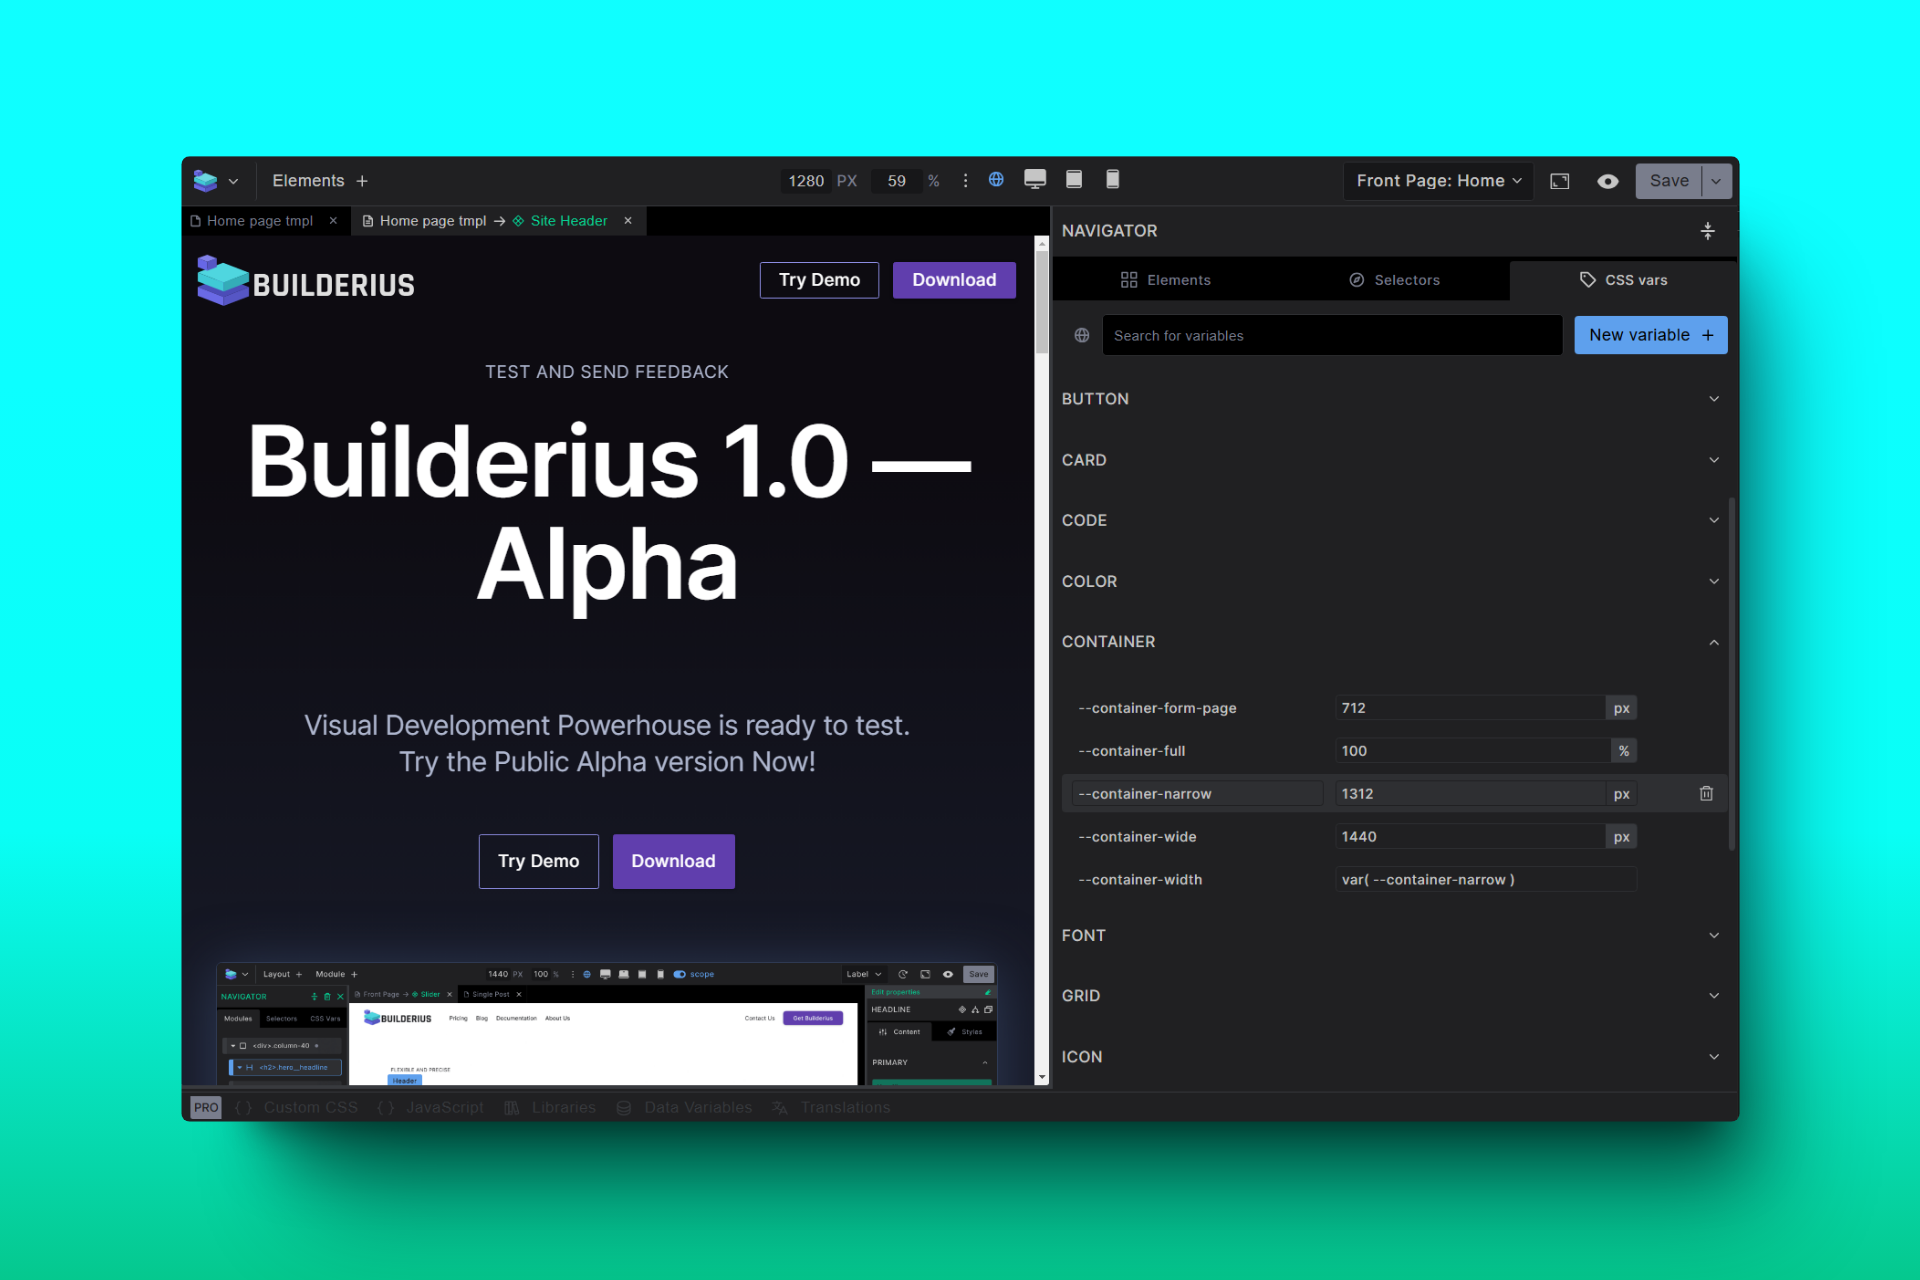 Elements +
1280 PX 59 %
Front Page: Home
Save
Home page tmpl ×
Home page tmpl → Site Header ×
BUILDERIUS
Try Demo
Download
TEST AND SEND FEEDBACK
Builderius 1.0 —
Alpha
Visual Development Powerhouse is ready to test.
Try the Public Alpha version Now!
Try Demo
Download
Layout +
Module +
1440 PX 100 %
scope
Label
Save
NAVIGATOR
Front Page → Slider ×
Single Post ×
Edit properties
Modules
Selectors
CSS Vars
BUILDERIUS
Pricing
Blog
Documentation
About Us
Contact Us
Get Builderius
HEADLINE
Content
Styles
<div>.column-40
<h2>.hero__headline
PRIMARY
FLEXIBLE AND PRECISE
Header
NAVIGATOR
Elements
Selectors
CSS vars
Search for variables
New variable +
BUTTON
CARD
CODE
COLOR
CONTAINER
--container-form-page 712 px
--container-full 100 %
--container-narrow 1312 px
--container-wide 1440 px
--container-width var( --container-narrow )
FONT
GRID
ICON
PRO
{ } Custom CSS
{ } JavaScript
Libraries
Data Variables
Translations